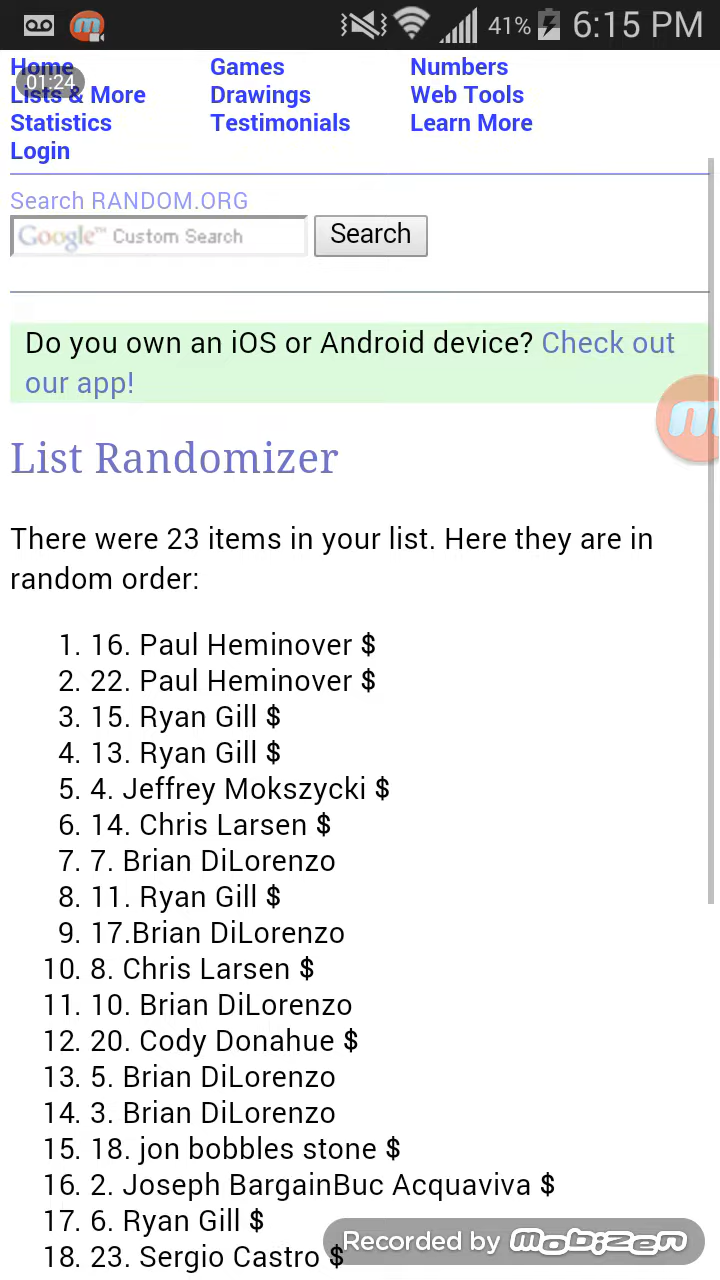 41% 6:15 PM
Home Games Numbers
01:24
Lists & More Drawings Web Tools
Statistics Testimonials Learn More
Login
Search RANDOM.ORG
Google™ Custom Search Search
Do you own an iOS or Android device? Check out
our app!
List Randomizer
There were 23 items in your list. Here they are in
random order:
1. 16. Paul Heminover $
2. 22. Paul Heminover $
3. 15. Ryan Gill $
4. 13. Ryan Gill $
5. 4. Jeffrey Mokszycki $
6. 14. Chris Larsen $
7. 7. Brian DiLorenzo
8. 11. Ryan Gill $
9. 17.Brian DiLorenzo
10. 8. Chris Larsen $
11. 10. Brian DiLorenzo
12. 20. Cody Donahue $
13. 5. Brian DiLorenzo
14. 3. Brian DiLorenzo
15. 18. jon bobbles stone $
16. 2. Joseph BargainBuc Acquaviva $
17. 6. Ryan Gill $
Recorded by mobizen
18. 23. Sergio Castro $